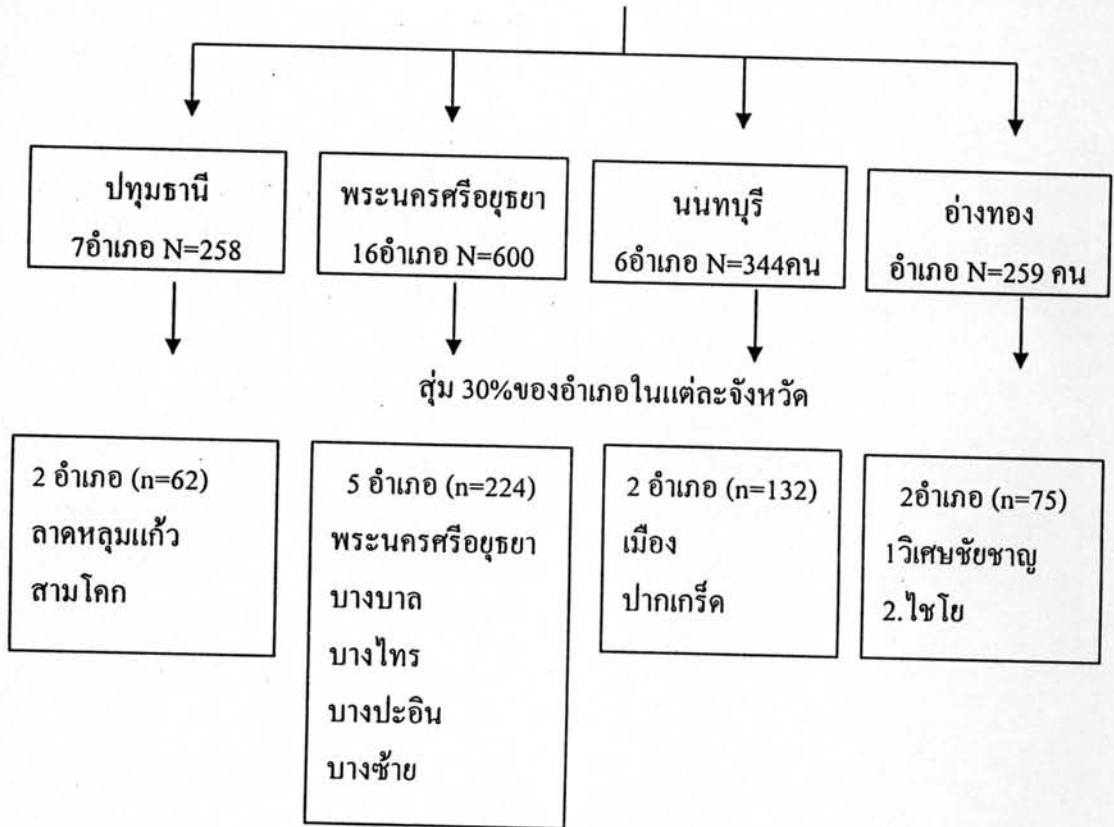 ปทุมธานี
7อำเภอ N=258
พระนครศรีอยุธยา
16อำเภอ N=600
นนทบุรี
6อำเภอ N=344คน
อ่างทอง
อำเภอ N=259 คน
สุ่ม 30%ของอำเภอในแต่ละจังหวัด
2 อำเภอ (n=62)
ลาดหลุมแก้ว
สามโคก
5 อำเภอ (n=224)
พระนครศรีอยุธยา
บางบาล
บางไทร
บางปะอิน
บางซ้าย
2 อำเภอ (n=132)
เมือง
ปากเกร็ด
2อำเภอ (n=75)
1วิเศษชัยชาญ
2.ไชโย